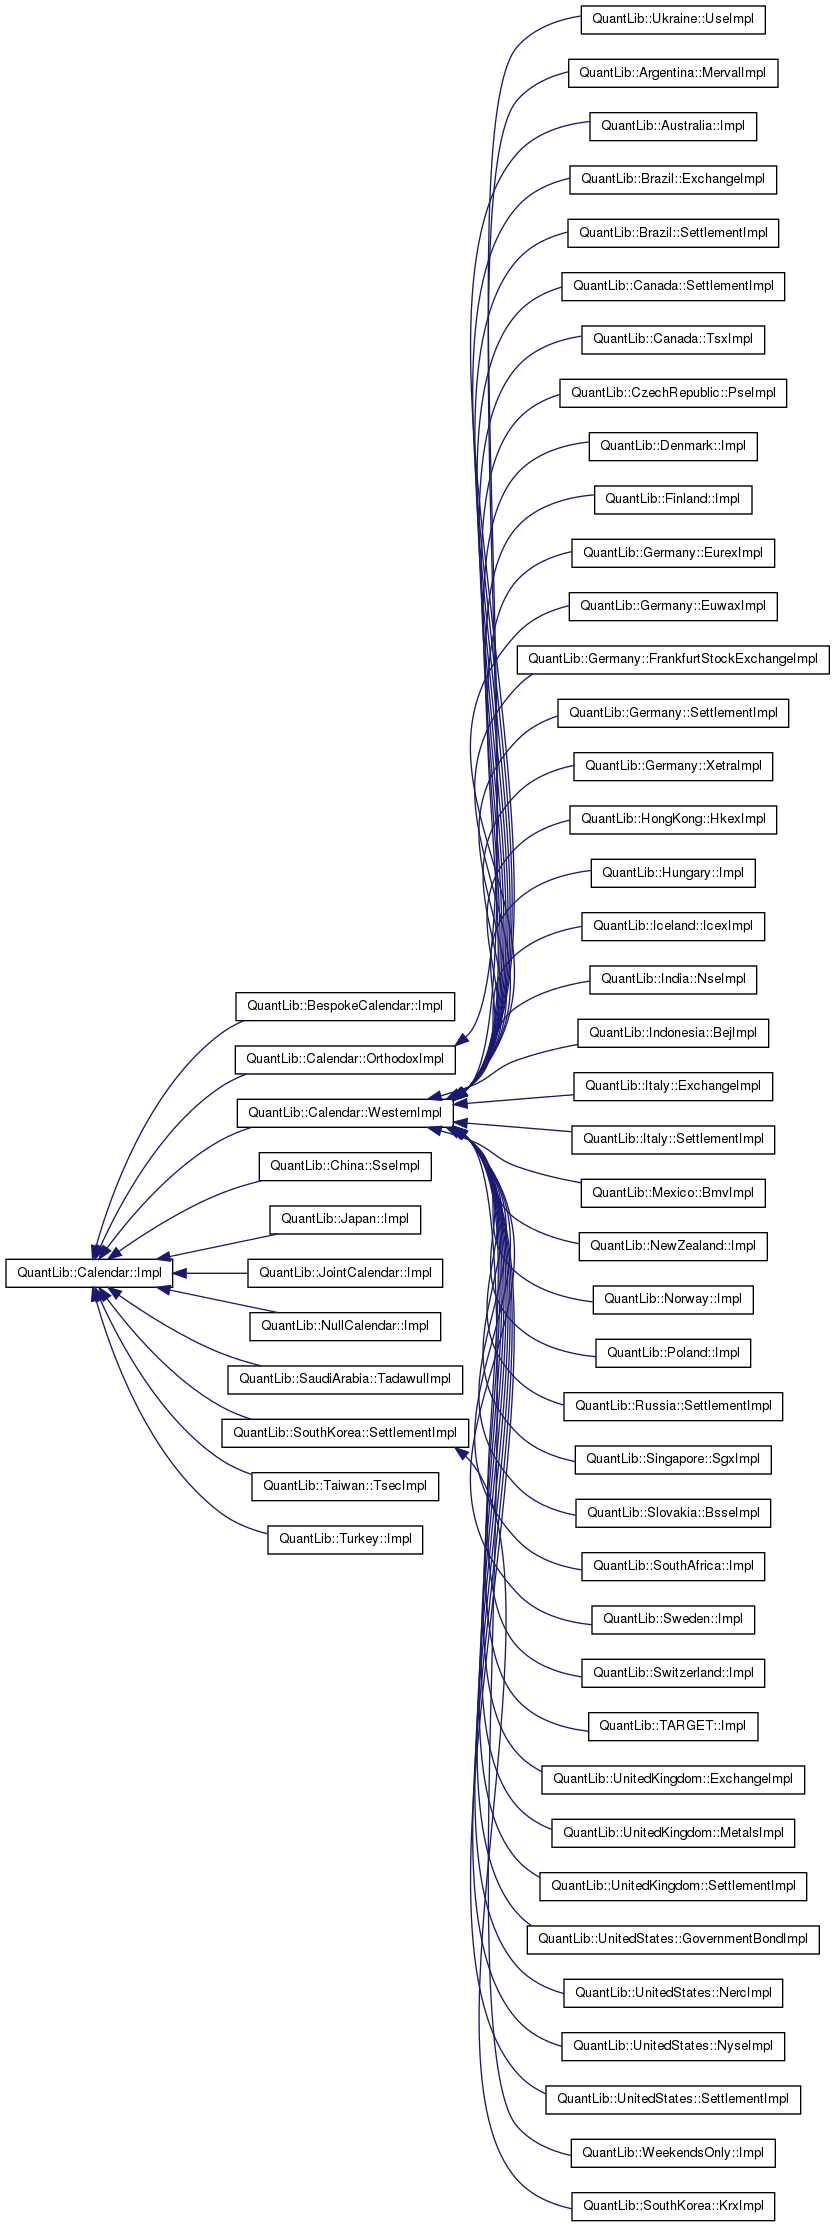 QuantLib::Ukraine::UseImpl
QuantLib::Argentina::MervalImpl
QuantLib::Australia::Impl
QuantLib::Brazil::ExchangeImpl
QuantLib::Brazil::SettlementImpl
QuantLib::Canada::SettlementImpl
QuantLib::Canada::TsxImpl
QuantLib::CzechRepublic::PseImpl
QuantLib::Denmark::Impl
QuantLib::Finland::Impl
QuantLib::Germany::EurexImpl
QuantLib::Germany::EuwaxImpl
QuantLib::Germany::FrankfurtStockExchangeImpl
QuantLib::Germany::SettlementImpl
QuantLib::Germany::XetraImpl
QuantLib::HongKong::HkexImpl
QuantLib::Hungary::Impl
QuantLib::Iceland::IcexImpl
QuantLib::India::NseImpl
QuantLib::BespokeCalendar::Impl
QuantLib::Indonesia::BejImpl
QuantLib::Calendar::OrthodoxImpl
QuantLib::Italy::ExchangeImpl
QuantLib::Calendar::WesternImpl
QuantLib::Italy::SettlementImpl
QuantLib::China::SseImpl
QuantLib::Mexico::BmvImpl
QuantLib::Japan::Impl
QuantLib::NewZealand::Impl
QuantLib::Calendar::Impl
QuantLib::JointCalendar::Impl
QuantLib::Norway::Impl
QuantLib::NullCalendar::Impl
QuantLib::Poland::Impl
QuantLib::SaudiArabia::TadawulImpl
QuantLib::Russia::SettlementImpl
QuantLib::SouthKorea::SettlementImpl
QuantLib::Singapore::SgxImpl
QuantLib::Taiwan::TsecImpl
QuantLib::Slovakia::BsseImpl
QuantLib::Turkey::Impl
QuantLib::SouthAfrica::Impl
QuantLib::Sweden::Impl
QuantLib::Switzerland::Impl
QuantLib::TARGET::Impl
QuantLib::UnitedKingdom::ExchangeImpl
QuantLib::UnitedKingdom::MetalsImpl
QuantLib::UnitedKingdom::SettlementImpl
QuantLib::UnitedStates::GovernmentBondImpl
QuantLib::UnitedStates::NercImpl
QuantLib::UnitedStates::NyseImpl
QuantLib::UnitedStates::SettlementImpl
QuantLib::WeekendsOnly::Impl
QuantLib::SouthKorea::KrxImpl